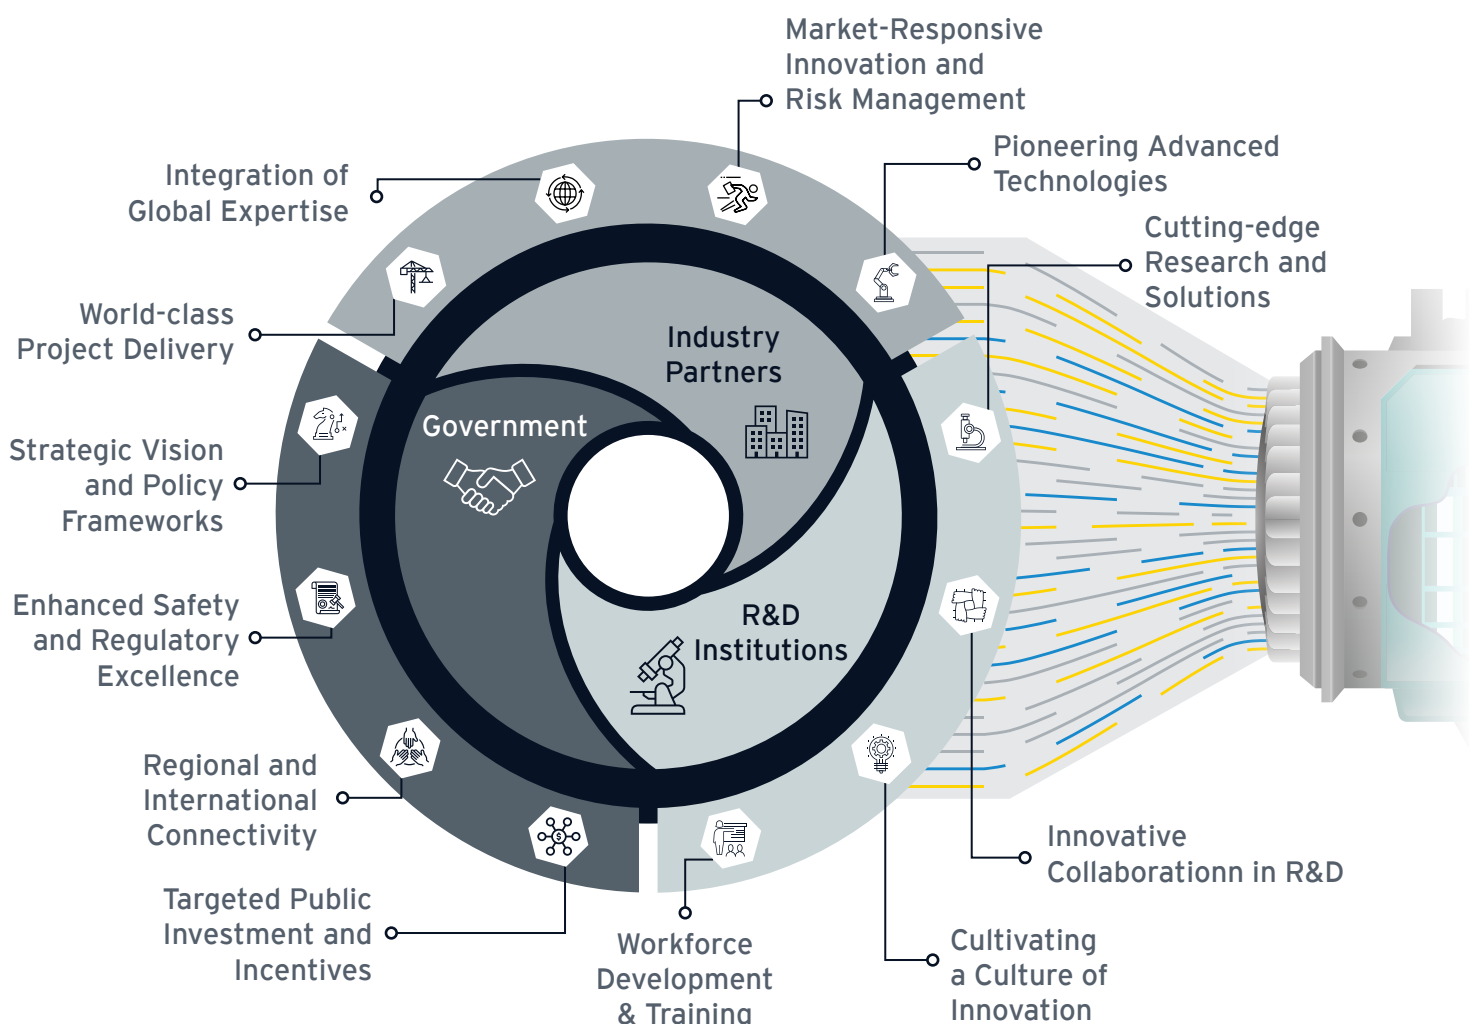 Market-Responsive
Innovation and
Risk Management
Pioneering Advanced
Technologies
Integration of
Global Expertise
Cutting-edge
Research and
Solutions
World-class
Project Delivery
Industry
Partners
Government
Strategic Vision
and Policy
Frameworks
Enhanced Safety
and Regulatory
Excellence
R&D
Institutions
Regional and
International
Connectivity
Innovative
Collaborationn in R&D
Targeted Public
Investment and
Incentives
Workforce
Development
& Training
Cultivating
a Culture of
Innovation